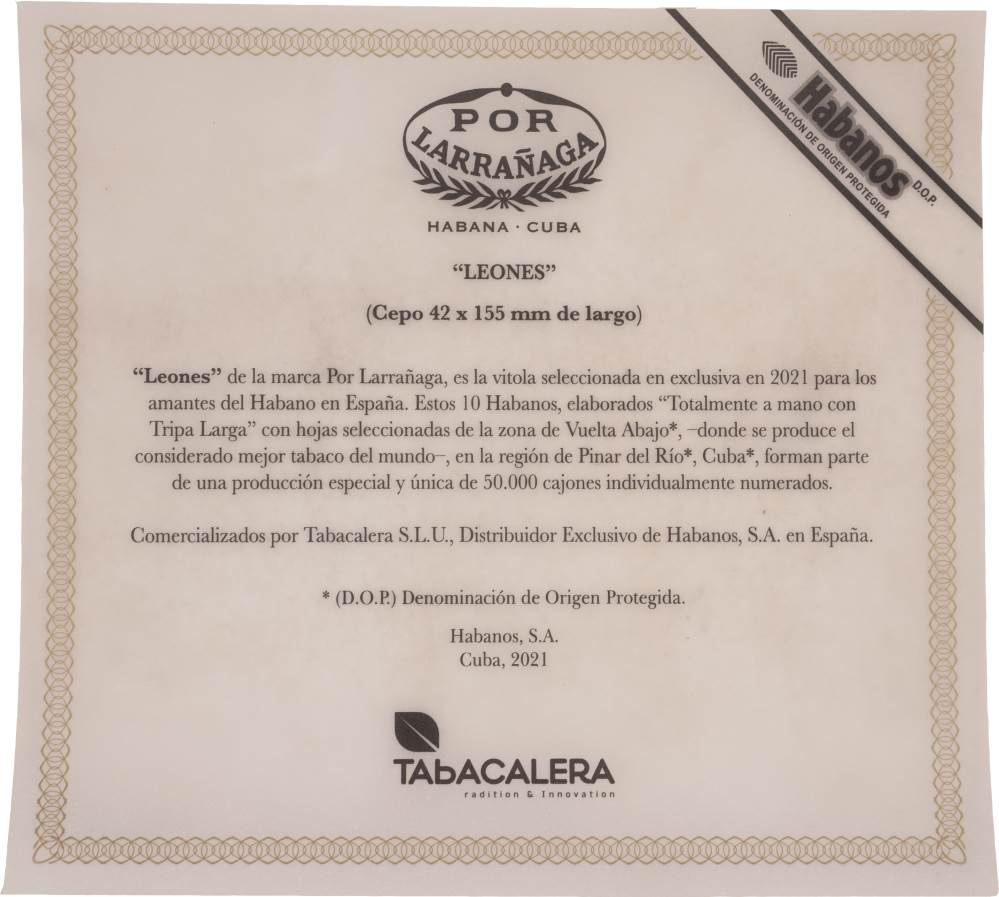 POR
LARRAÑAGA
HABANA · CUBA
Habanos
D.O.P.
DENOMINACIÓN DE ORIGEN PROTEGIDA
“LEONES”
(Cepo 42 x 155 mm de largo)
“Leones” de la marca Por Larrañaga, es la vitola seleccionada en exclusiva en 2021 para los
amantes del Habano en España. Estos 10 Habanos, elaborados “Totalmente a mano con
Tripa Larga” con hojas seleccionadas de la zona de Vuelta Abajo*, –donde se produce el
considerado mejor tabaco del mundo–, en la región de Pinar del Río*, Cuba*, forman parte
de una producción especial y única de 50.000 cajones individualmente numerados.
Comercializados por Tabacalera S.L.U., Distribuidor Exclusivo de Habanos, S.A. en España.
* (D.O.P.) Denominación de Origen Protegida.
Habanos, S.A.
Cuba, 2021
TAbACALERA
radition & Innovation